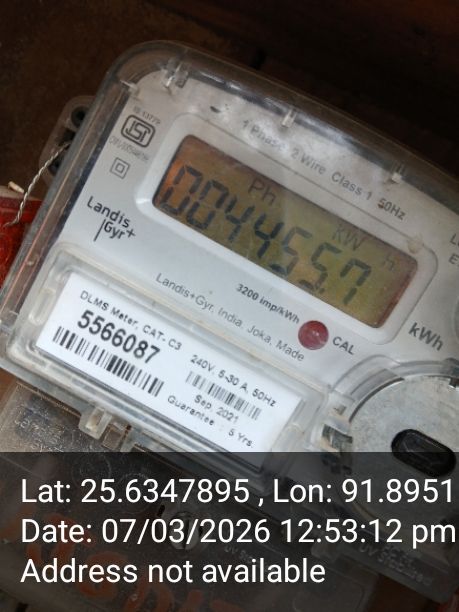 IS 13779
1 Phase 2 Wire Class 1 50Hz
Ph
kW h
0044557
Landis+
Gyr
3200 imp/kWh
CAL
kWh
Landis+Gyr, India, Joka, Made
DLMS Meter, CAT- C3
5566087
240V, 5-30 A, 50Hz
Sep, 2021
Guarantee : 5 Yrs.
Lat: 25.6347895 , Lon: 91.8951
Date: 07/03/2026 12:53:12 pm
Address not available